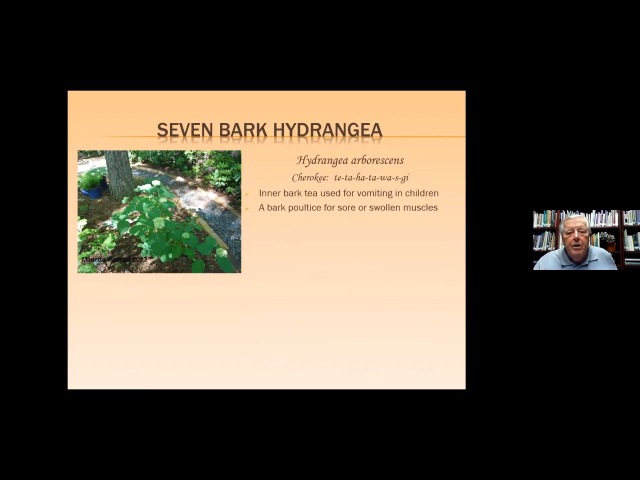 SEVEN BARK HYDRANGEA
Hydrangea arborescens
Cherokee: te-ta-ha-ta-wa-s-gi
Inner bark tea used for vomiting in children
A bark poultice for sore or swollen muscles